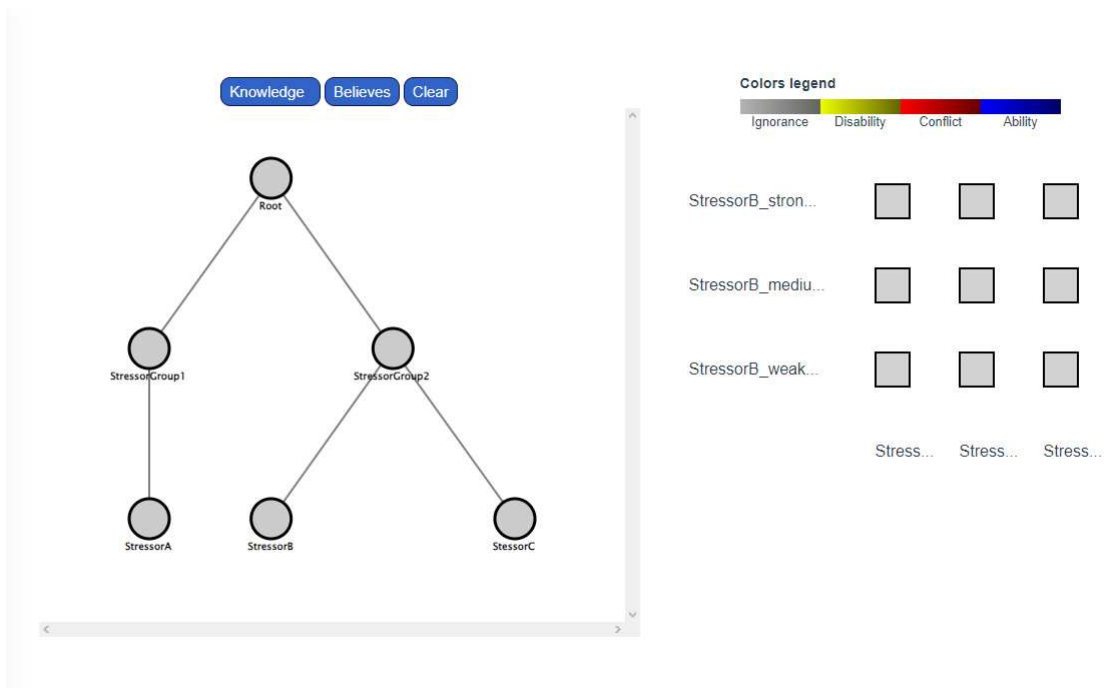 Knowledge Believes Clear
Root
StressorGroup1 StressorGroup2
StressorA StressorB StessorC
Colors legend
Ignorance Disability Conflict Ability
StressorB_stron...
StressorB_mediu...
StressorB_weak...
Stress... Stress... Stress...